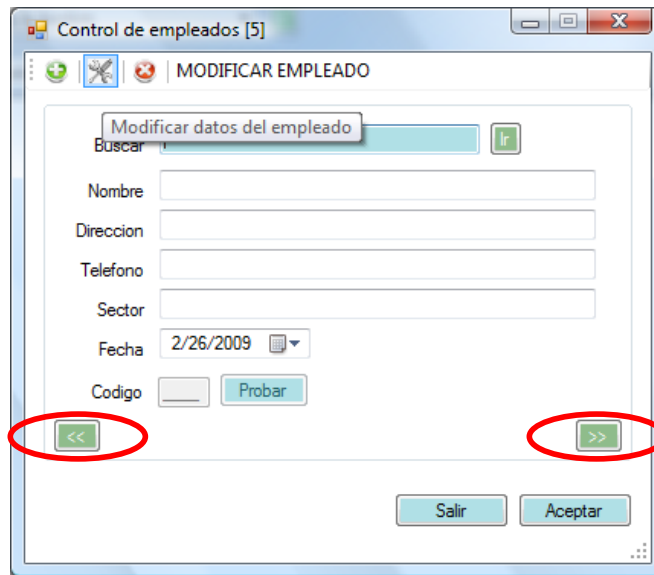 Control de empleados [5]
MODIFICAR EMPLEADO
Modificar datos del empleado
Buscar Ir
Nombre
Direccion
Telefono
Sector
Fecha 2/26/2009
Codigo ____ Probar
<< >>
Salir Aceptar